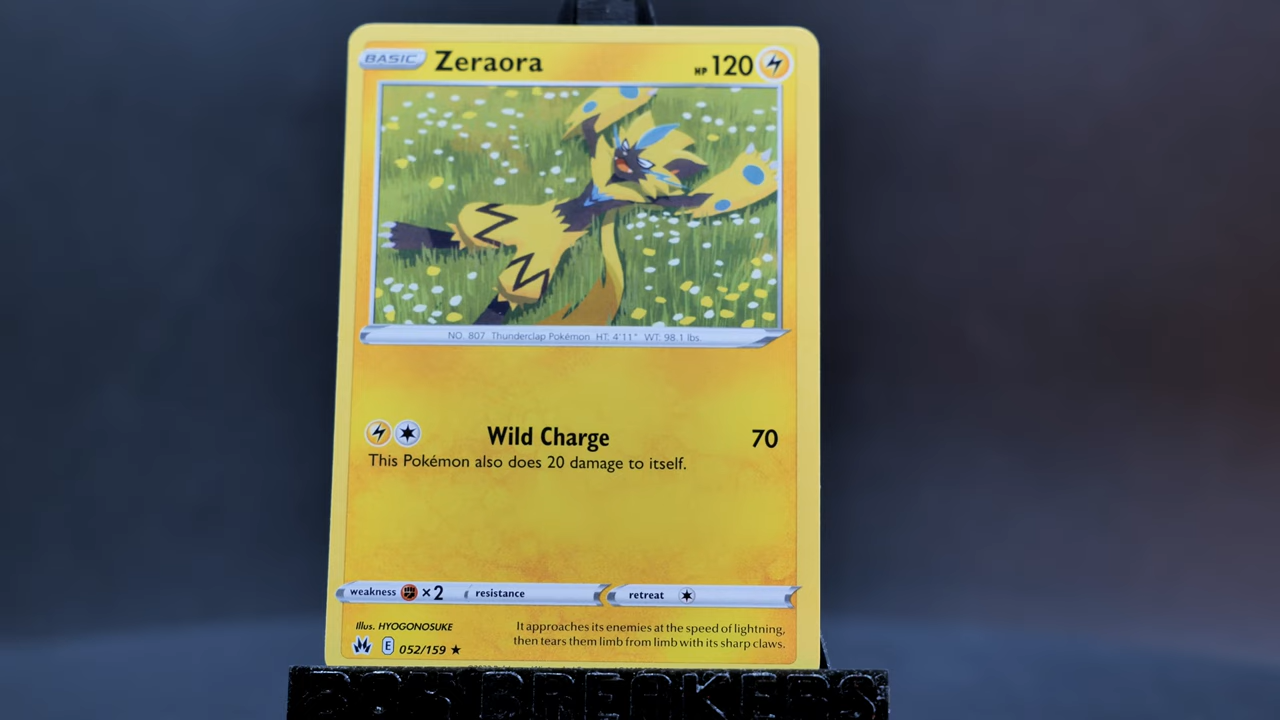 BASIC Zeraora HP 120
NO. 807 Thunderclap Pokémon HT: 4'11" WT: 98.1 lbs.
Wild Charge 70
This Pokémon also does 20 damage to itself.
weakness ×2 resistance retreat
Illus. HYOGONOSUKE
It approaches its enemies at the speed of lightning,
then tears them limb from limb with its sharp claws.
E 052/159 ★
BREAKERS